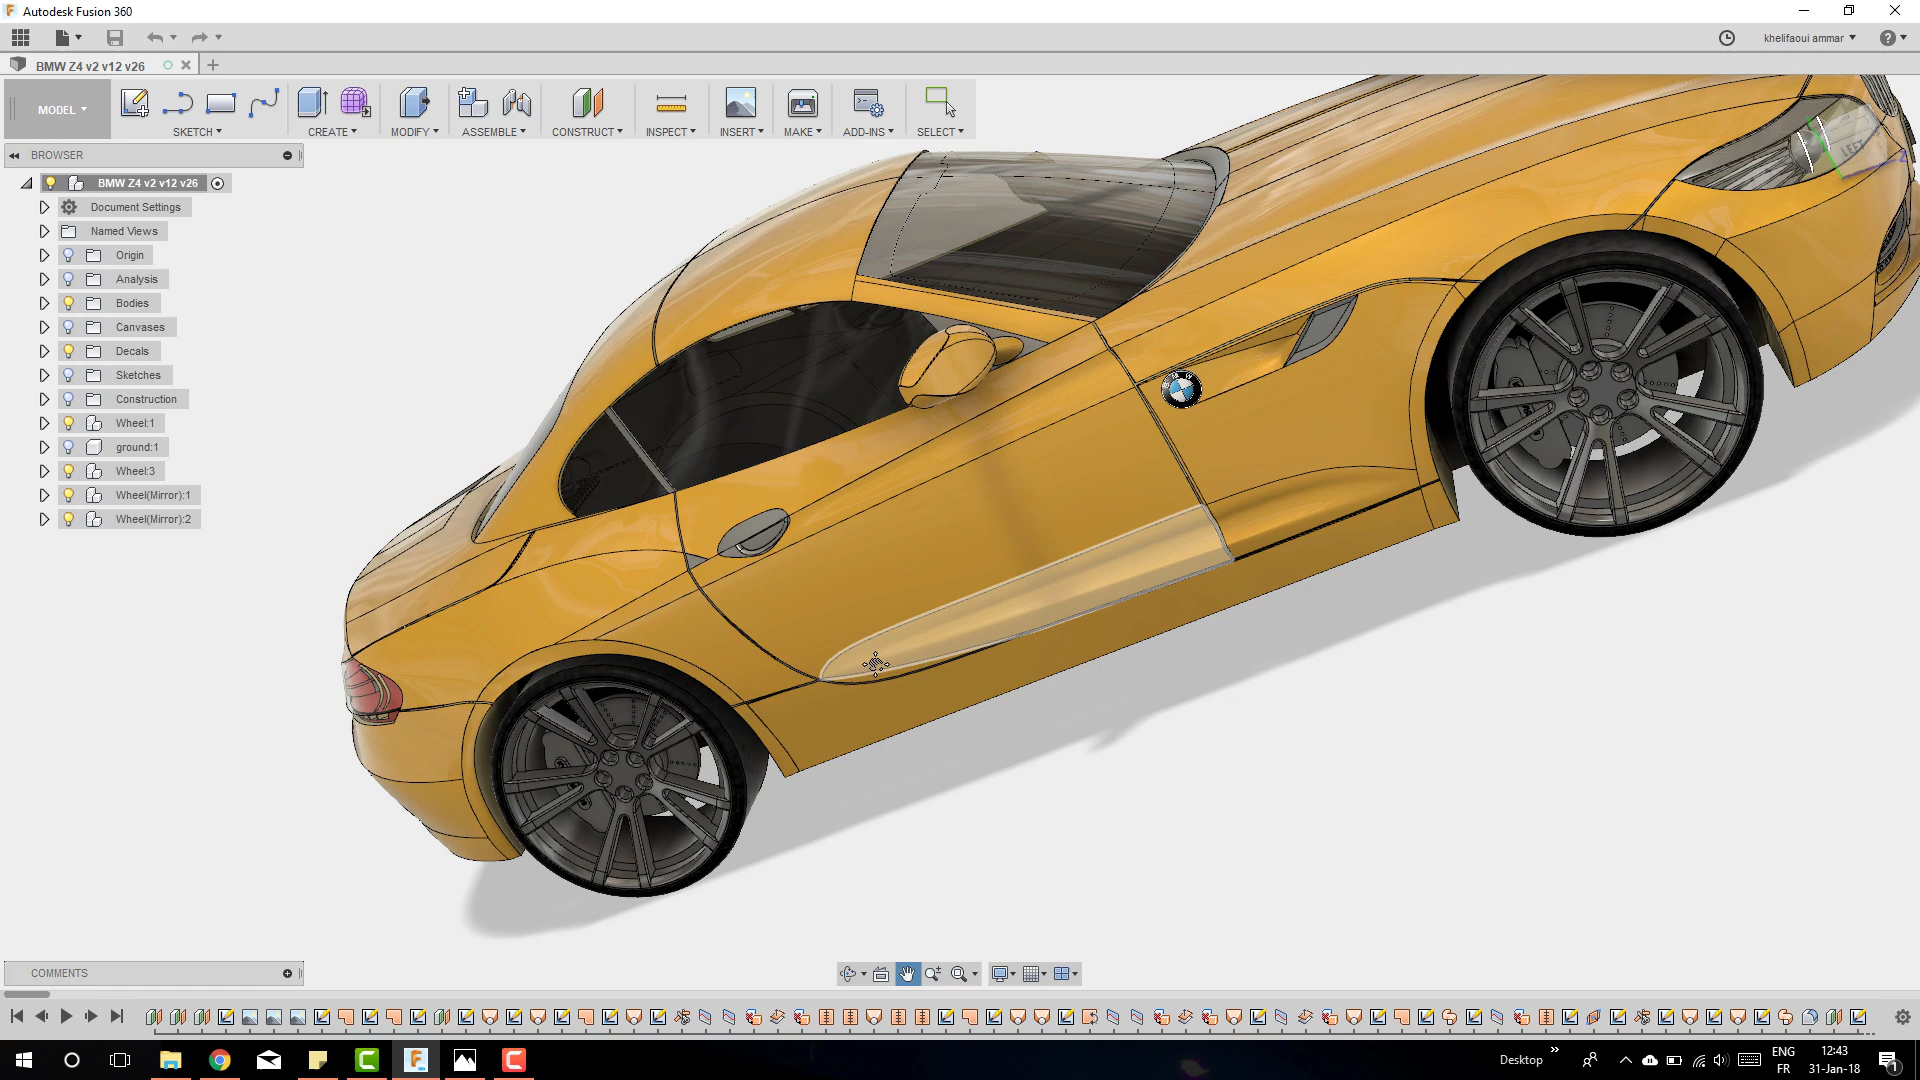 Autodesk Fusion 360
khelifaoui ammar
BMW Z4 v2 v12 v26
MODEL
SKETCH
CREATE
MODIFY
ASSEMBLE
CONSTRUCT
INSPECT
INSERT
MAKE
ADD-INS
SELECT
BROWSER
BMW Z4 v2 v12 v26
Document Settings
Named Views
Origin
Analysis
Bodies
Canvases
Decals
Sketches
Construction
Wheel:1
ground:1
Wheel:3
Wheel(Mirror):1
Wheel(Mirror):2
LEFT
Z
BMW
COMMENTS
Desktop
ENG
FR
12:43
31-Jan-18
1